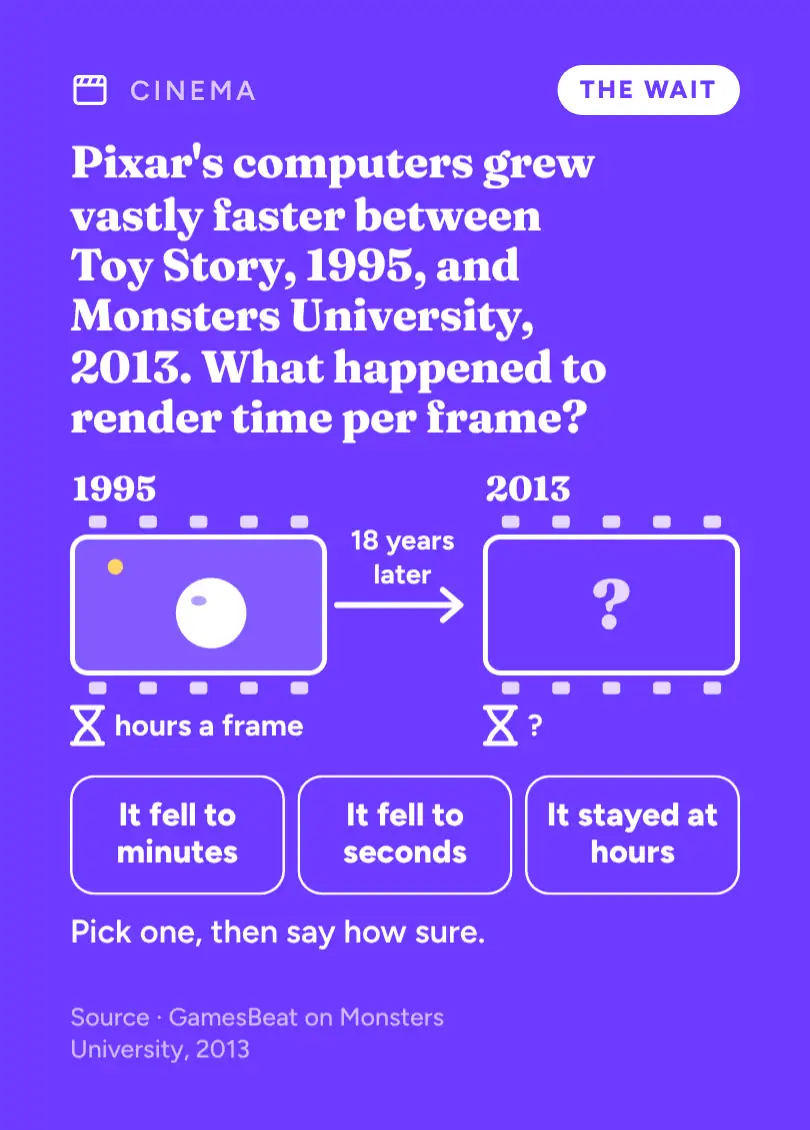 CINEMA
THE WAIT
Pixar's computers grew
vastly faster between
Toy Story, 1995, and
Monsters University,
2013. What happened to
render time per frame?
1995
2013
18 years
later
?
hours a frame
?
It fell to
minutes
It fell to
seconds
It stayed at
hours
Pick one, then say how sure.
Source · GamesBeat on Monsters
University, 2013